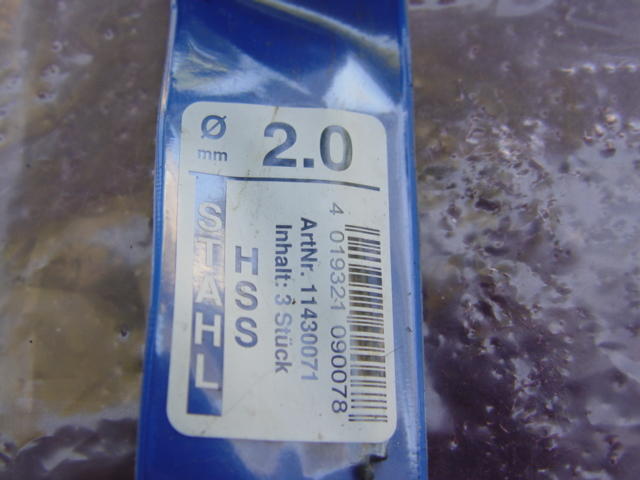 Ø mm 2.0
STAHL
HSS
ArtNr. 11430071
Inhalt: 3 Stück
4 019321 090078